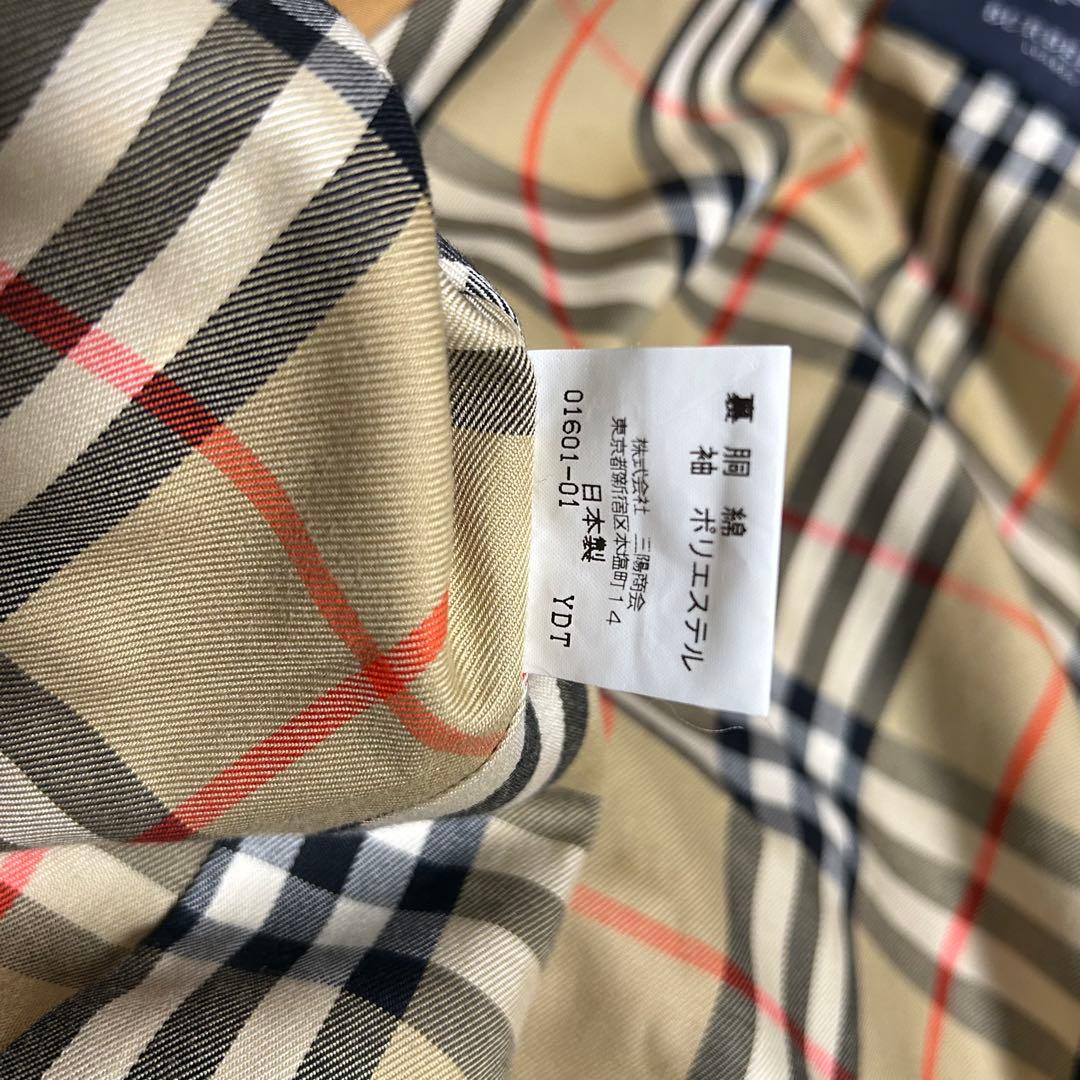 裏 胴 綿
袖 ポリエステル
株式会社 三陽商会
東京都新宿区本塩町14
日本製
01601-01 YDT